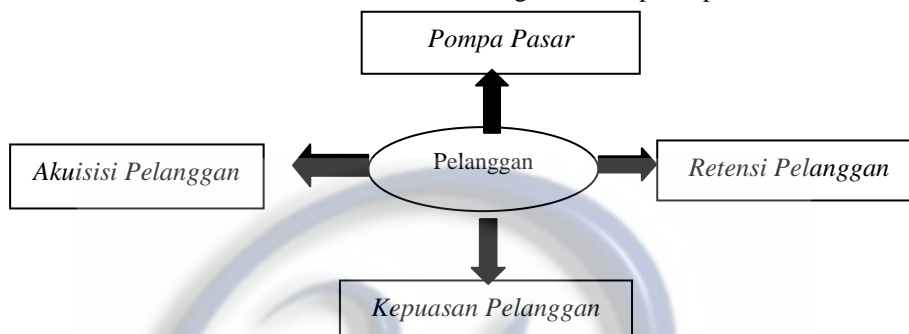 Pompa Pasar
Akuisisi Pelanggan
Pelanggan
Retensi Pelanggan
Kepuasan Pelanggan